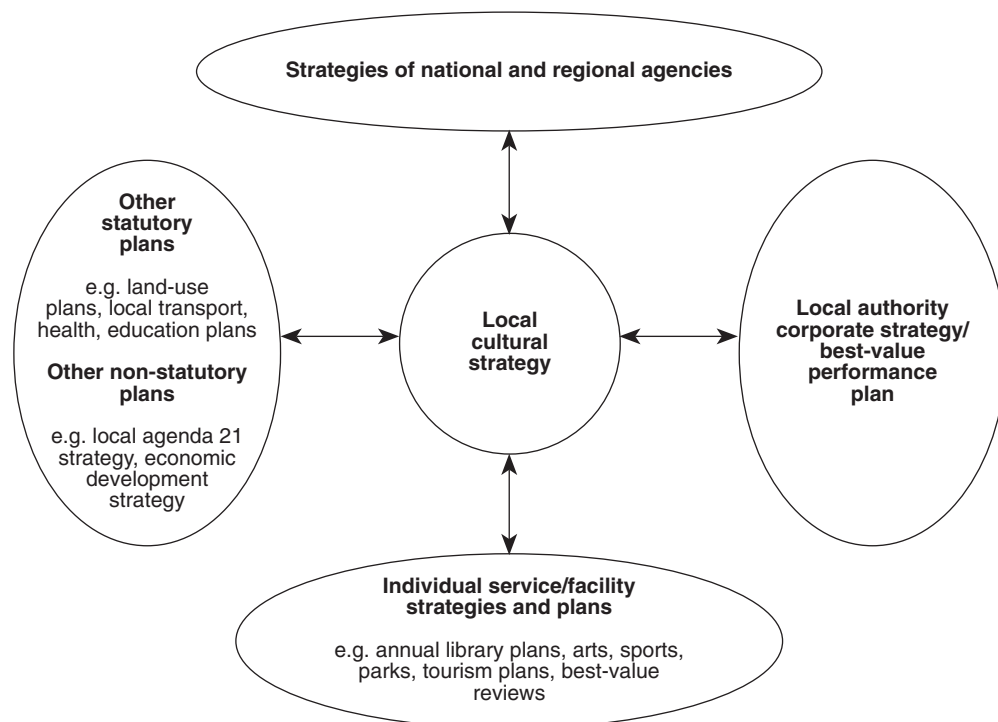 Strategies of national and regional agencies
Other
statutory
plans
e.g. land-use
plans, local transport,
health, education plans
Other non-statutory
plans
e.g. local agenda 21
strategy, economic
development
strategy
Local
cultural
strategy
Local authority
corporate strategy/
best-value
performance
plan
Individual service/facility
strategies and plans
e.g. annual library plans, arts, sports,
parks, tourism plans, best-value
reviews